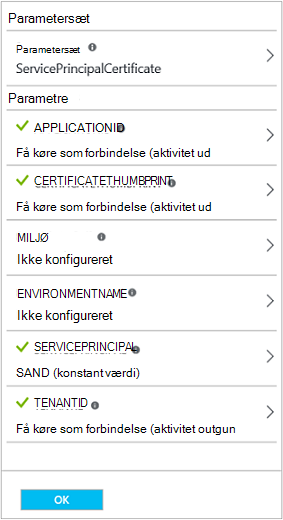 Parametersæt
Parametersæt
ServicePrincipalCertificate
Parametre
APPLICATIONID
Få køre som forbindelse (aktivitet ud
CERTIFICATETHUMBPRINT
Få køre som forbindelse (aktivitet ud
MILJØ
Ikke konfigureret
ENVIRONMENTNAME
Ikke konfigureret
SERVICEPRINCIPAL
SAND (konstant værdi)
TENANTID
Få køre som forbindelse (aktivitet outgun
OK